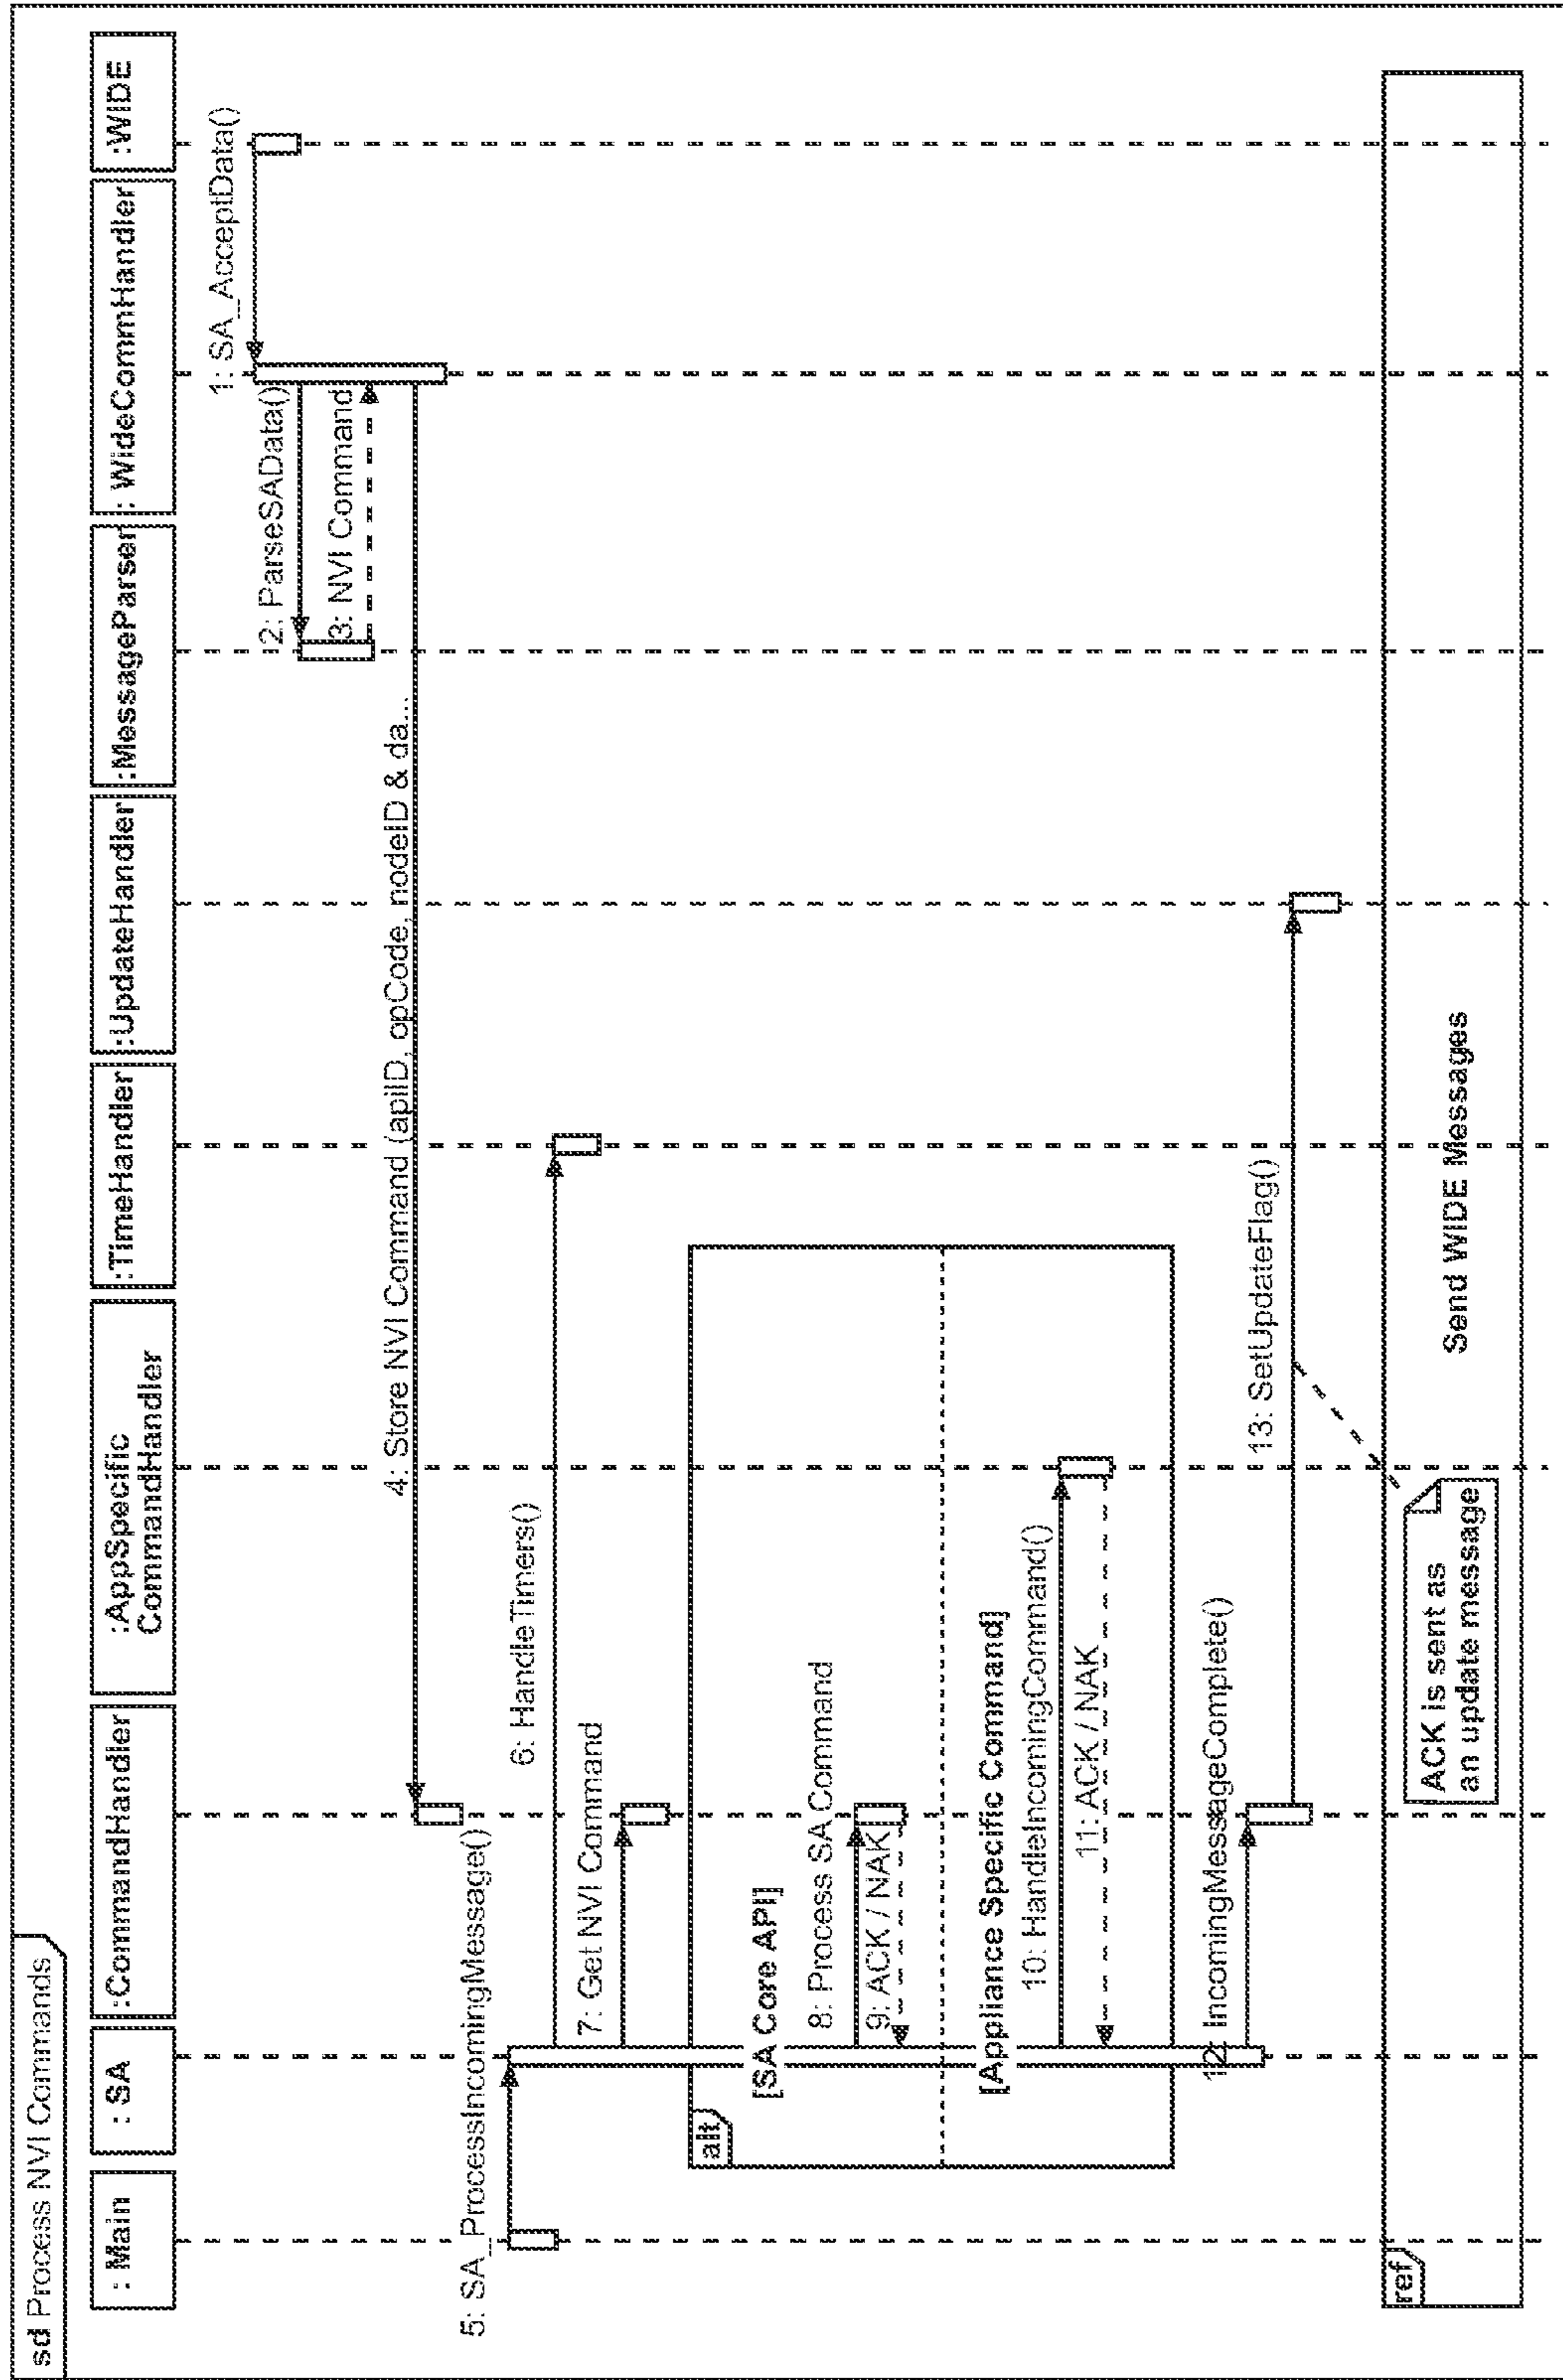 sd Process NVI Commands
: Main
: SA
:CommandHandler
:AppSpecific
CommandHandler
:TimeHandler
:UpdateHandler
:MessageParser
: WideCommHandler
:WIDE
1: SA_AcceptData()
2: ParseSAData()
3: NVI Command
4: Store NVI Command (apiID, opCode, nodeID & da...
5: SA_ProcessIncomingMessage()
6: HandleTimers()
7: Get NVI Command
alt
[SA Core API]
8: Process SA Command
9: ACK / NAK
[Appliance Specific Command]
10: HandleIncomingCommand()
11: ACK / NAK
12: IncomingMessageComplete()
13: SetUpdateFlag()
ref
Send WIDE Messages
ACK is sent as
an update message